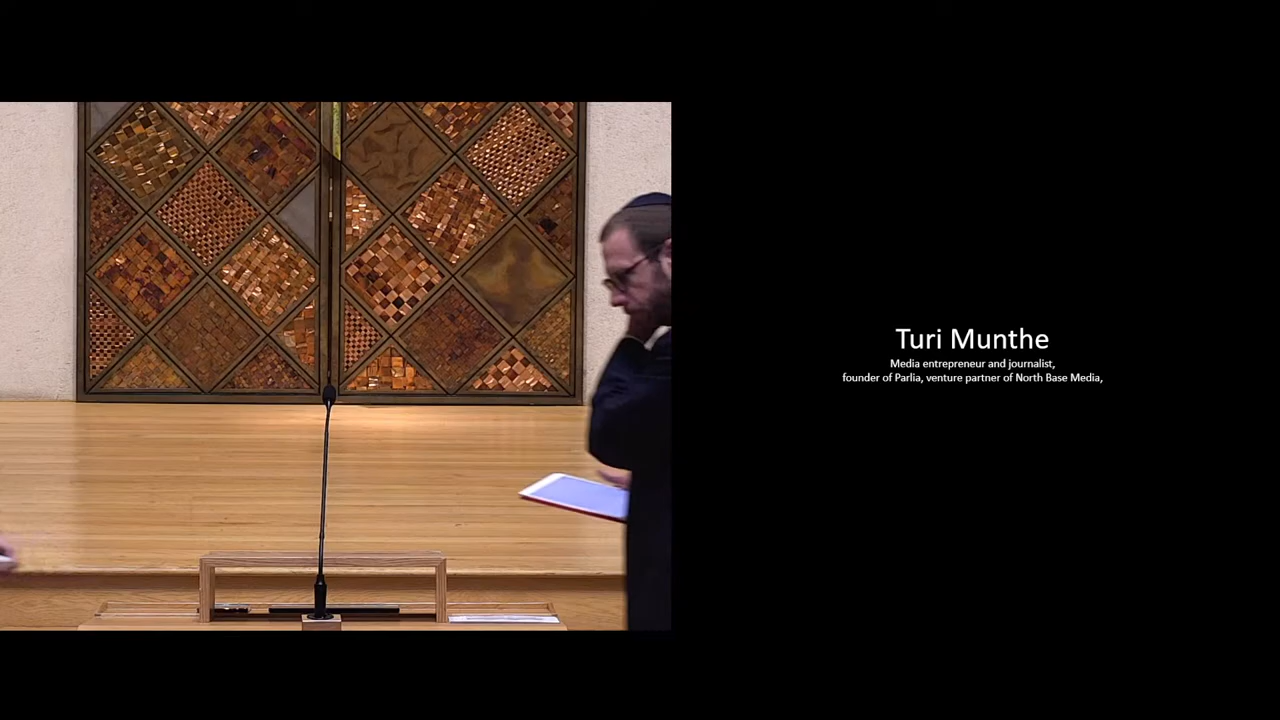 Turi Munthe
Media entrepreneur and journalist,
founder of Parlia, venture partner of North Base Media,